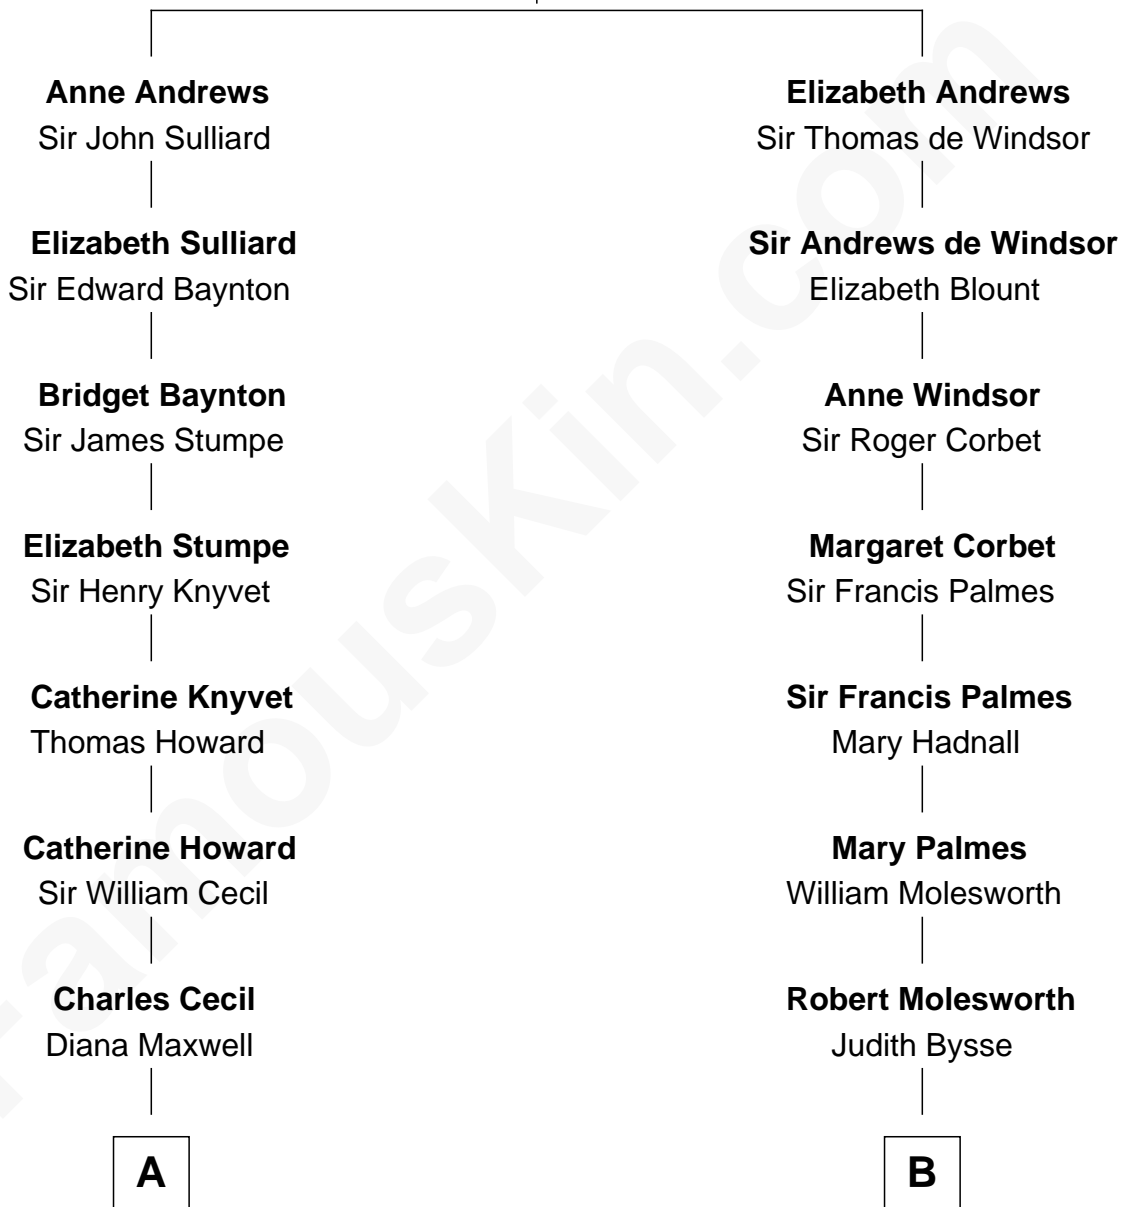 Anne Andrews
Sir John Sulliard
Elizabeth Sulliard
Sir Edward Baynton
Bridget Baynton
Sir James Stumpe
Elizabeth Stumpe
Sir Henry Knyvet
Catherine Knyvet
Thomas Howard
Catherine Howard
Sir William Cecil
Charles Cecil
Diana Maxwell
A
Elizabeth Andrews
Sir Thomas de Windsor
Sir Andrews de Windsor
Elizabeth Blount
Anne Windsor
Sir Roger Corbet
Margaret Corbet
Sir Francis Palmes
Sir Francis Palmes
Mary Hadnall
Mary Palmes
William Molesworth
Robert Molesworth
Judith Bysse
B
FamousKin.com